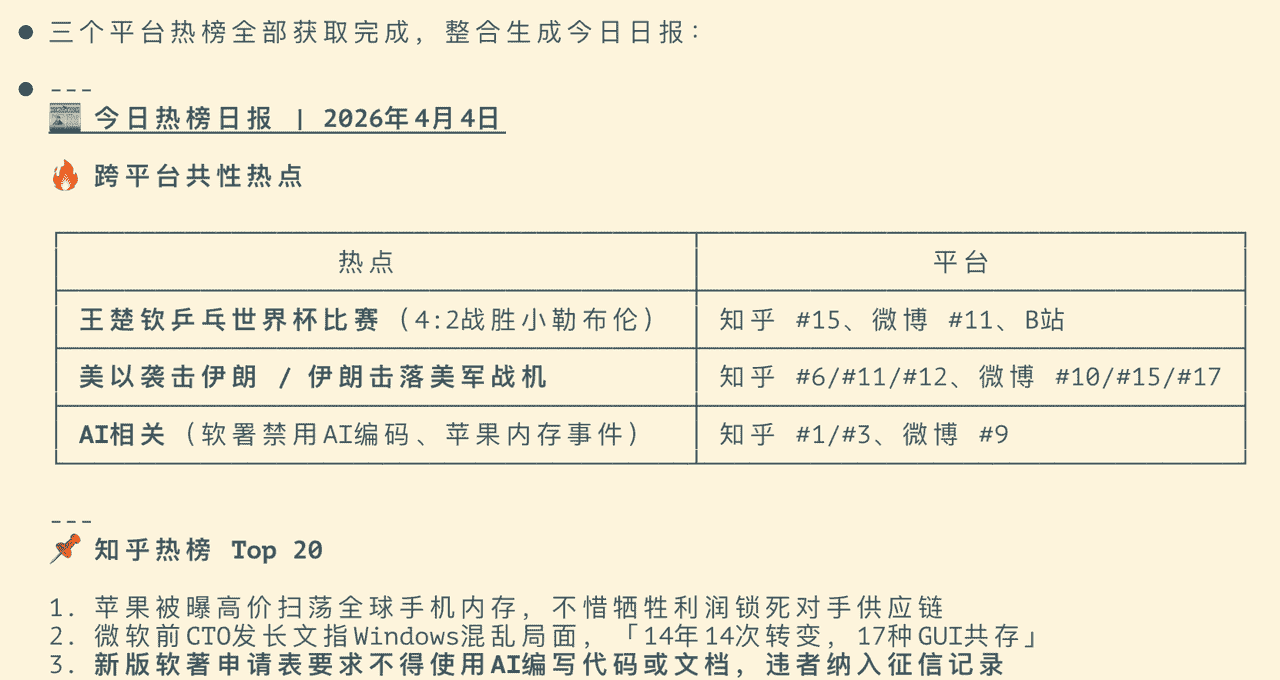 三个平台热榜全部获取完成，整合生成今日日报：
---
今日热榜日报 | 2026年4月4日
跨平台共性热点
热点 平台
王楚钦乒乓世界杯比赛（4:2战胜小勒布伦） 知乎 #15、微博 #11、B站
美以袭击伊朗 / 伊朗击落美军战机 知乎 #6/#11/#12、微博 #10/#15/#17
AI相关（软署禁用AI编码、苹果内存事件） 知乎 #1/#3、微博 #9
---
知乎热榜 Top 20
1. 苹果被曝高价扫荡全球手机内存，不惜牺牲利润锁死对手供应链
2. 微软前CTO发长文指Windows混乱局面，「14年14次转变，17种GUI共存」
3. 新版软著申请表要求不得使用AI编写代码或文档，违者纳入征信记录